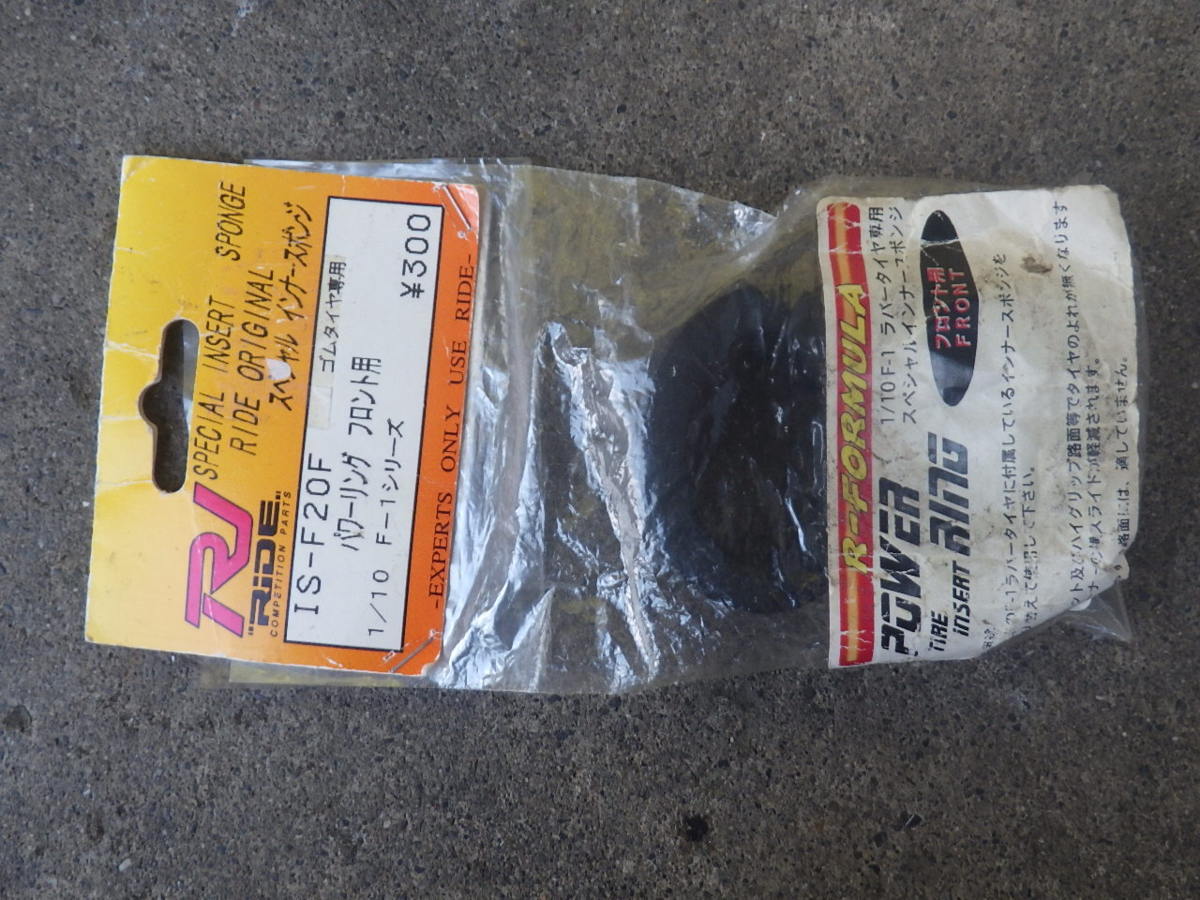 SPECIAL INSERT SPONGE
RIDE ORIGINAL
スペシャル インナースポンジ
RJ
RIDE
COMPETITION PARTS
IS-F20F
ゴムタイヤ専用
パワーリング フロント用
1/10 F-1シリーズ
¥300
-EXPERTS ONLY USE RIDE-
R-FORMULA
1/10 F-1 ラバータイヤ専用
スペシャルインナースポンジ
POWER
TIRE
INSERT RING
フロント用
FRONT
F-1ラバータイヤに付属しているインナースポンジを
えて使用して下さい。
ト及びハイグリップ路面等でタイヤのよれが無くなります
ナーの横スライドが軽減されます。
路面には、適していません。